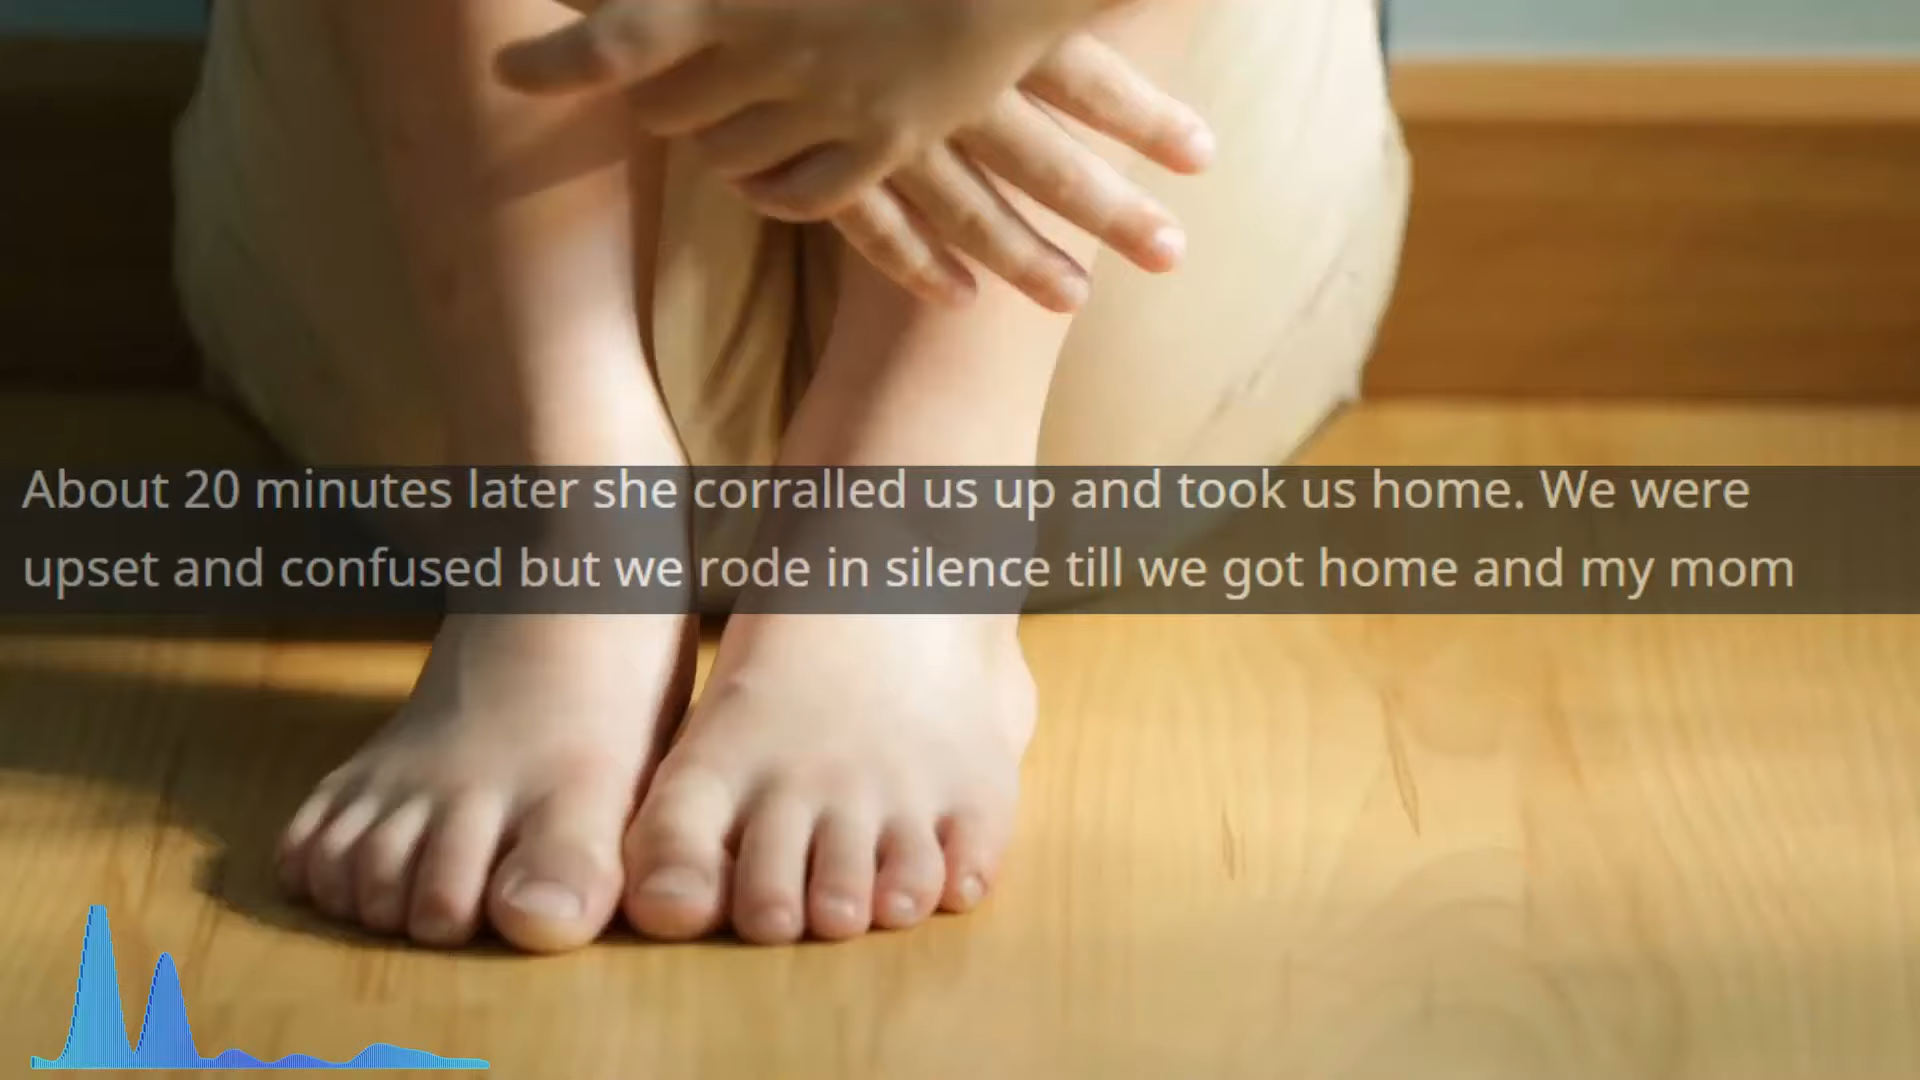 About 20 minutes later she corralled us up and took us home. We were
upset and confused but we rode in silence till we got home and my mom